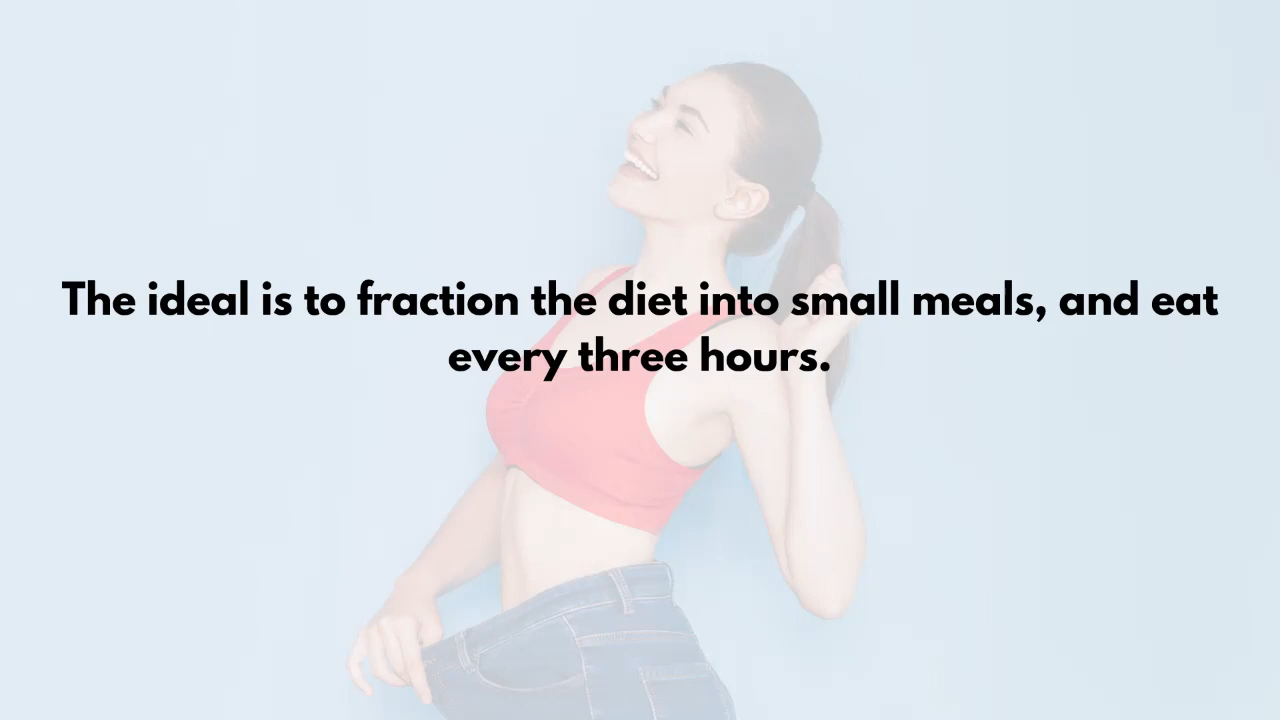 The ideal is to fraction the diet into small meals, and eat
every three hours.